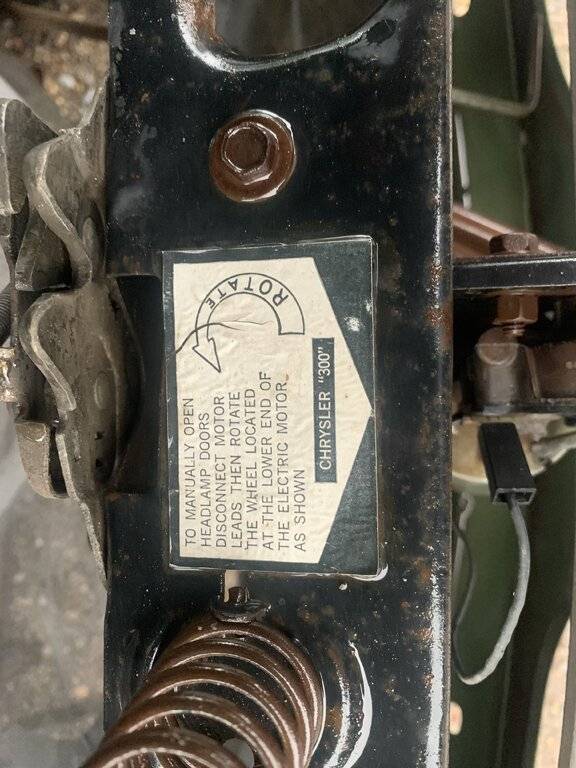 ROTATE
TO MANUALLY OPEN
HEADLAMP DOORS
DISCONNECT MOTOR
LEADS THEN ROTATE
THE WHEEL LOCATED
AT THE LOWER END OF
THE ELECTRIC MOTOR
AS SHOWN
CHRYSLER "300"